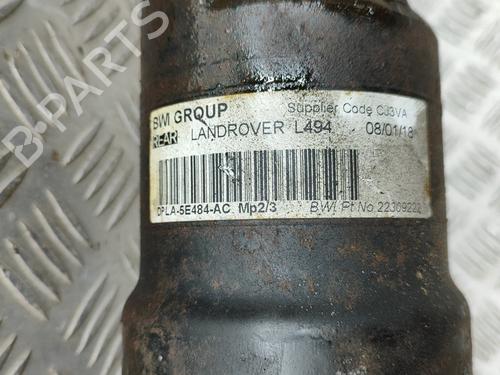 BWI GROUP Supplier Code CJ3VA
REAR LANDROVER L494 08/01/18
DPLA-5E484-AC Mp2/3 BWI Pt No 22309222
B-PARTS